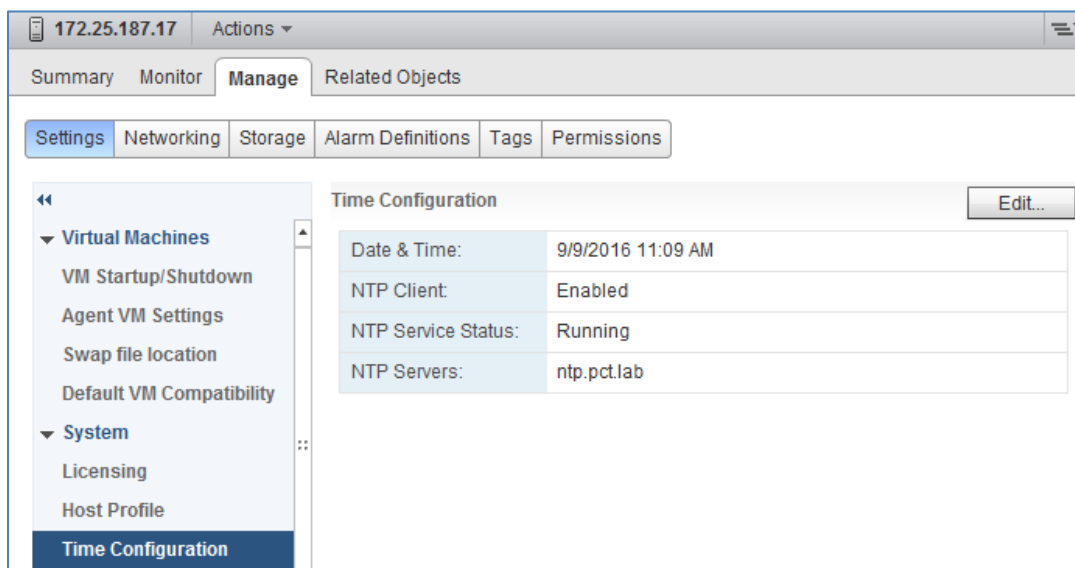 172.25.187.17 Actions
Summary Monitor Manage Related Objects
Settings Networking Storage Alarm Definitions Tags Permissions
Time Configuration Edit...
Virtual Machines
VM Startup/Shutdown
Agent VM Settings
Swap file location
Default VM Compatibility
System
Licensing
Host Profile
Time Configuration
Date & Time: 9/9/2016 11:09 AM
NTP Client: Enabled
NTP Service Status: Running
NTP Servers: ntp.pct.lab